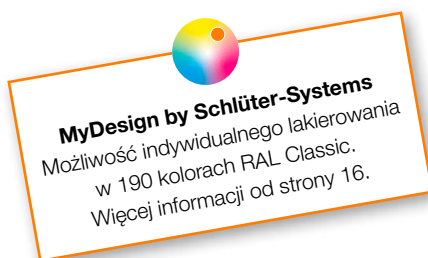 MyDesign by Schlüter-Systems
Możliwość indywidualnego lakierowania
w 190 kolorach RAL Classic.
Więcej informacji od strony 16.